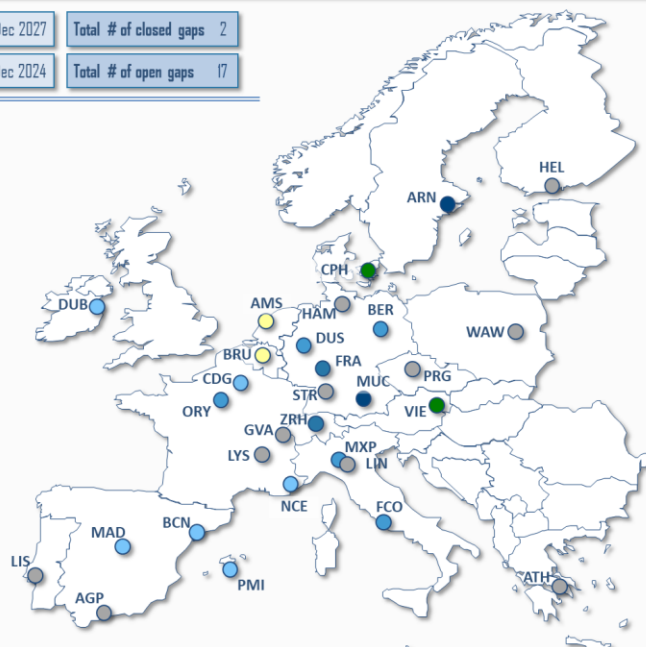 Dec 2027 Total # of closed gaps 2
Dec 2024 Total # of open gaps 17
HEL
ARN
CPH
AMS
HAM
BER
DUB
DUS
WAW
BRU
FRA
CDG
MUC
PRG
STR
ORY
VIE
ZRH
GVA
MXP
LYS
LIN
NCE
FCO
BCN
MAD
LIS
ATH
PMI
AGP